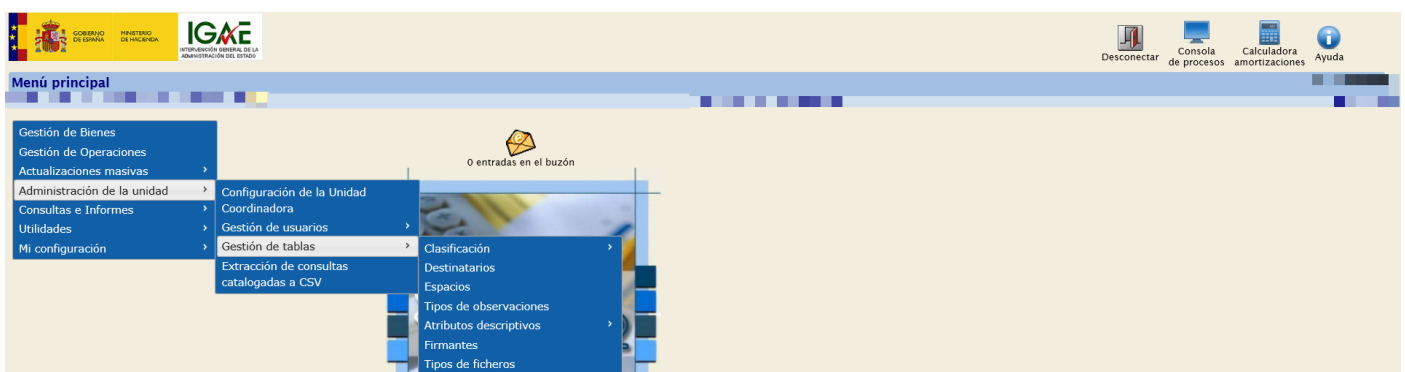 GOBIERNO
DE ESPAÑA
MINISTERIO
DE HACIENDA
IGAE
INTERVENCIÓN GENERAL DE LA
ADMINISTRACIÓN DEL ESTADO
Desconectar
Consola
de procesos
Calculadora
amortizaciones
Ayuda
Menú principal
Gestión de Bienes
Gestión de Operaciones
Actualizaciones masivas
Administración de la unidad
Consultas e Informes
Utilidades
Mi configuración
0 entradas en el buzón
Configuración de la Unidad
Coordinadora
Gestión de usuarios
Gestión de tablas
Extracción de consultas
catalogadas a CSV
Clasificación
Destinatarios
Espacios
Tipos de observaciones
Atributos descriptivos
Firmantes
Tipos de ficheros